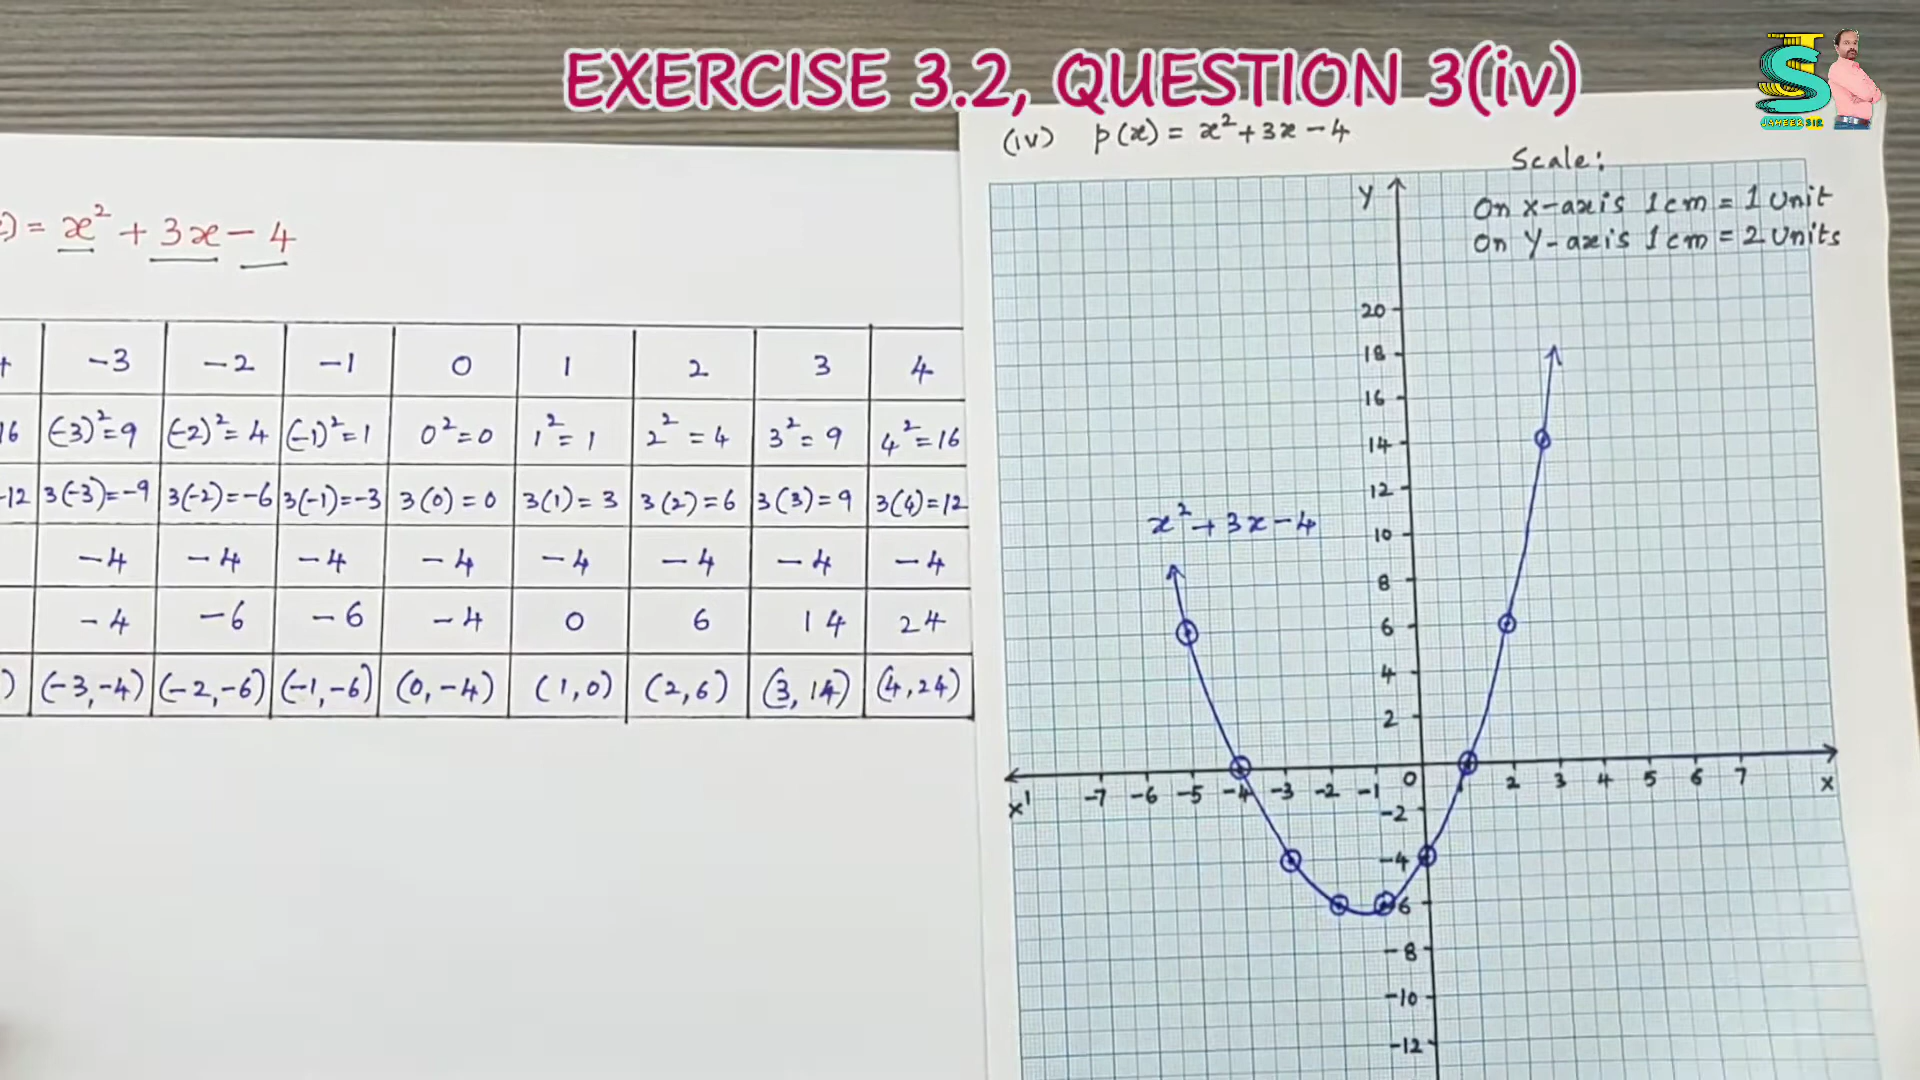 EXERCISE 3.2, QUESTION 3(iv)
JAHEER SIR
(iv) p(x) = x² + 3x - 4
Scale:
On x-axis 1cm = 1 Unit
On Y-axis 1cm = 2 Units
) = x² + 3x - 4
-3 -2 -1 0 1 2 3 4
16 (-3)²=9 (-2)²=4 (-1)²=1 0²=0 1²=1 2²=4 3²=9 4²=16
-12 3(-3)=-9 3(-2)=-6 3(-1)=-3 3(0)=0 3(1)=3 3(2)=6 3(3)=9 3(4)=12
-4 -4 -4 -4 -4 -4 -4 -4
-4 -6 -6 -4 0 6 14 24
) (-3,-4) (-2,-6) (-1,-6) (0,-4) (1,0) (2,6) (3,14) (4,24)
Y
20
18
16
14
12
x² + 3x - 4
10
8
6
4
2
x' -7 -6 -5 -4 -3 -2 -1 0 1 2 3 4 5 6 7 x
-2
-4
-6
-8
-10
-12